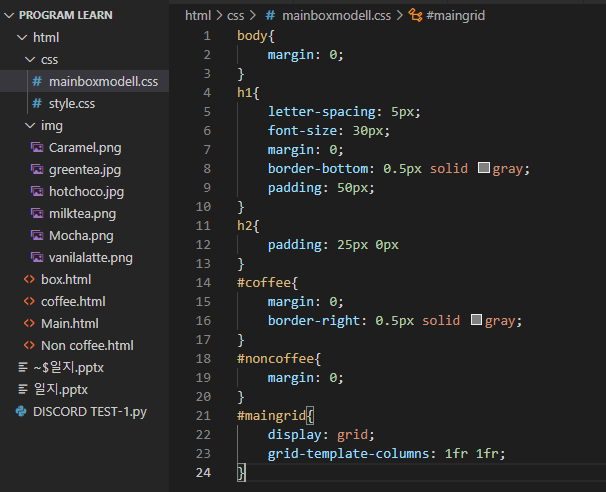 PROGRAM LEARN
html
css
mainboxmodell.css
style.css
img
Caramel.png
greentea.jpg
hotchoco.jpg
milktea.png
Mocha.png
vanilalatte.png
box.html
coffee.html
Main.html
Non coffee.html
~$일지.pptx
일지.pptx
DISCORD TEST-1.py
html > css > # mainboxmodell.css > #maingrid
1 body{
2 margin: 0;
3 }
4 h1{
5 letter-spacing: 5px;
6 font-size: 30px;
7 margin: 0;
8 border-bottom: 0.5px solid gray;
9 padding: 50px;
10 }
11 h2{
12 padding: 25px 0px
13 }
14 #coffee{
15 margin: 0;
16 border-right: 0.5px solid gray;
17 }
18 #noncoffee{
19 margin: 0;
20 }
21 #maingrid{
22 display: grid;
23 grid-template-columns: 1fr 1fr;
24 }